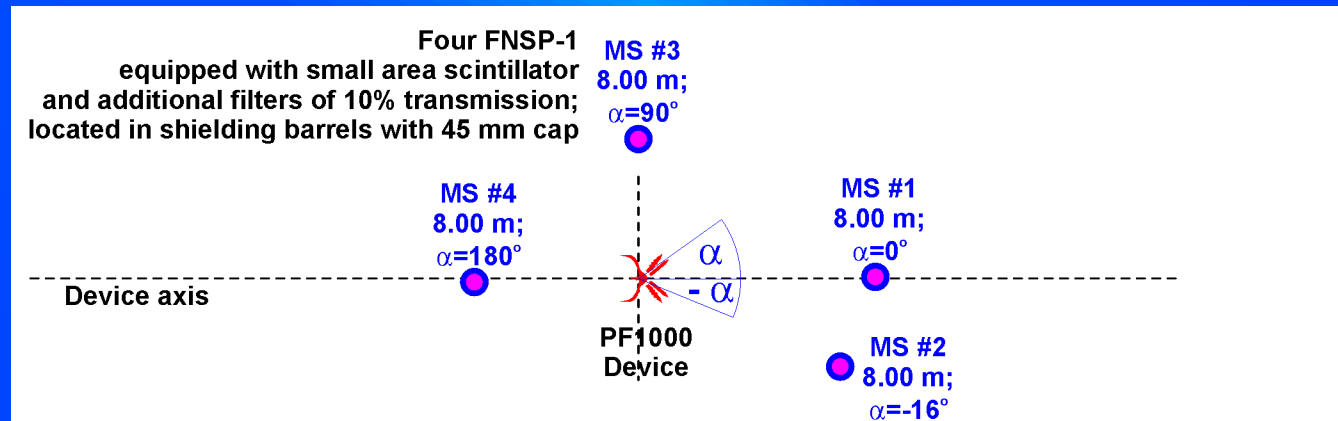 Four FNSP-1
equipped with small area scintillator
and additional filters of 10% transmission;
located in shielding barrels with 45 mm cap
MS #3
8.00 m;
α=90°
MS #4
8.00 m;
α=180°
MS #1
8.00 m;
α=0°
α
- α
Device axis
PF1000
Device
MS #2
8.00 m;
α=-16°